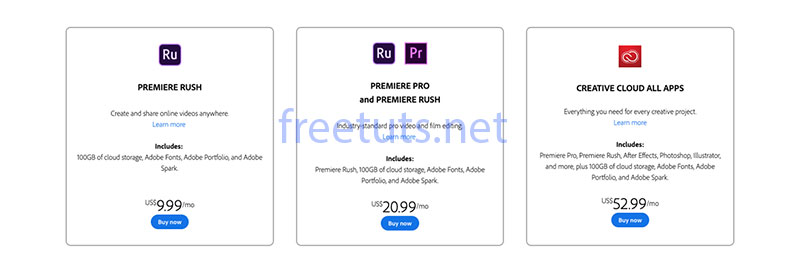 Ru
PREMIERE RUSH
Create and share online videos anywhere.
Learn more
Includes:
100GB of cloud storage, Adobe Fonts, Adobe Portfolio, and Adobe
Spark.
US$9.99/mo
Buy now
Ru Pr
PREMIERE PRO
and PREMIERE RUSH
Industry-standard pro video and film editing.
Learn more
Includes:
Premiere Rush, 100GB of cloud storage, Adobe Fonts, Adobe
Portfolio, and Adobe Spark.
US$20.99/mo
Buy now
CREATIVE CLOUD ALL APPS
Everything you need for every creative project.
Learn more
Includes:
Premiere Pro, Premiere Rush, After Effects, Photoshop, Illustrator,
and more, plus 100GB of cloud storage, Adobe Fonts, Adobe
Portfolio, and Adobe Spark.
US$52.99/mo
Buy now
freetuts.net